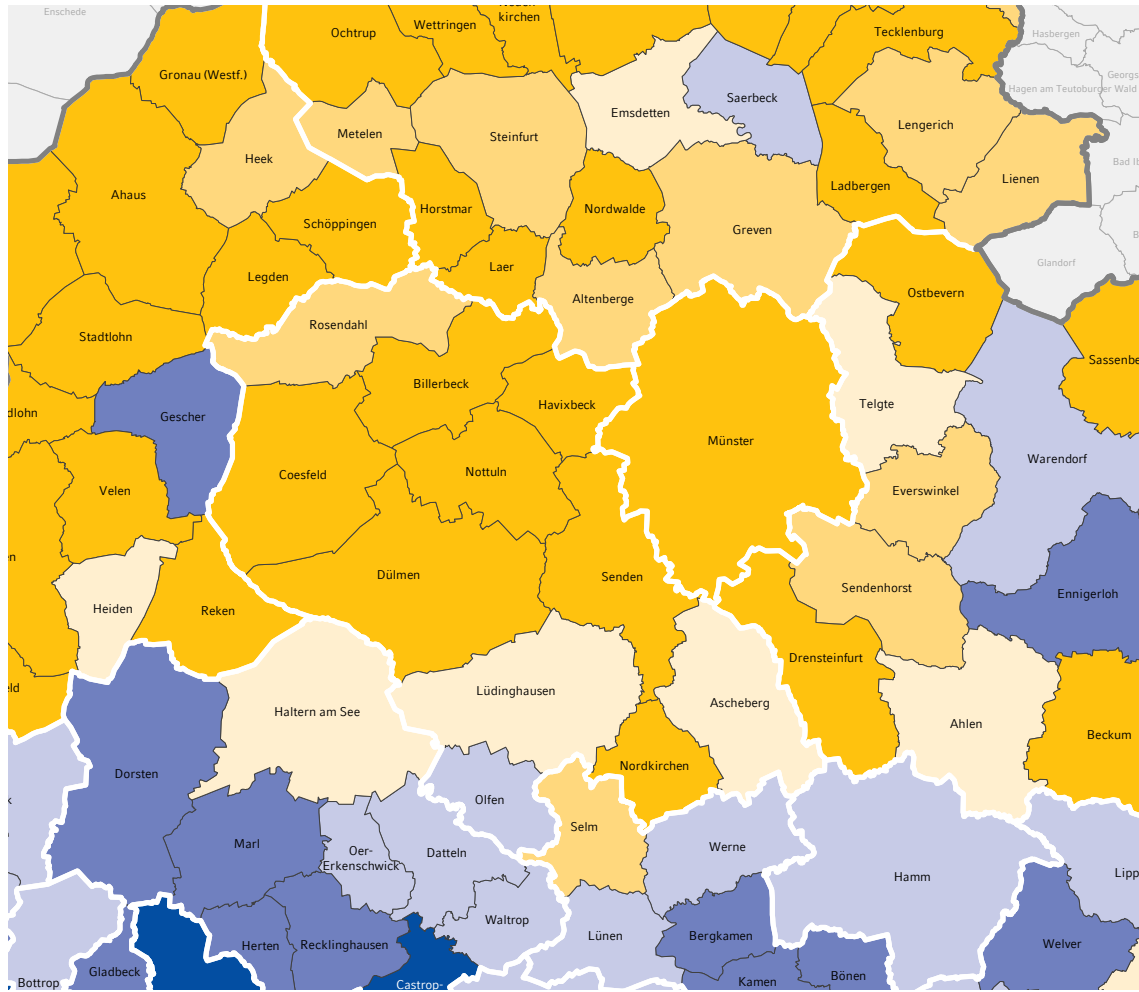 Enschede
Wettringen
kirchen
Ochtrup
Tecklenburg
Hasbergen
Gronau (Westf.)
Georgs
Hagen am Teutoburger Wald
Saerbeck
Emsdetten
Lengerich
Metelen
Steinfurt
Heek
Bad Ib
Lienen
Ladbergen
Ahaus
Horstmar
Nordwalde
Schöppingen
Greven
B
Glandorf
Laer
Legden
Ostbevern
Altenberge
Rosendahl
Stadtlohn
Sassenbe
Billerbeck
Havixbeck
Telgte
dlohn
Gescher
Münster
Warendorf
Nottuln
Coesfeld
Velen
Everswinkel
en
Dülmen
Senden
Sendenhorst
Ennigerloh
Heiden
Reken
Drensteinfurt
eld
Lüdinghausen
Ascheberg
Haltern am See
Ahlen
Beckum
Nordkirchen
Dorsten
k
Olfen
Selm
Marl
Oer-
Erkenschwick
Datteln
Werne
Hamm
Lipp
Waltrop
Lünen
Bergkamen
Herten
Recklinghausen
Welver
Gladbeck
Bönen
Bottrop
Kamen
Castrop-